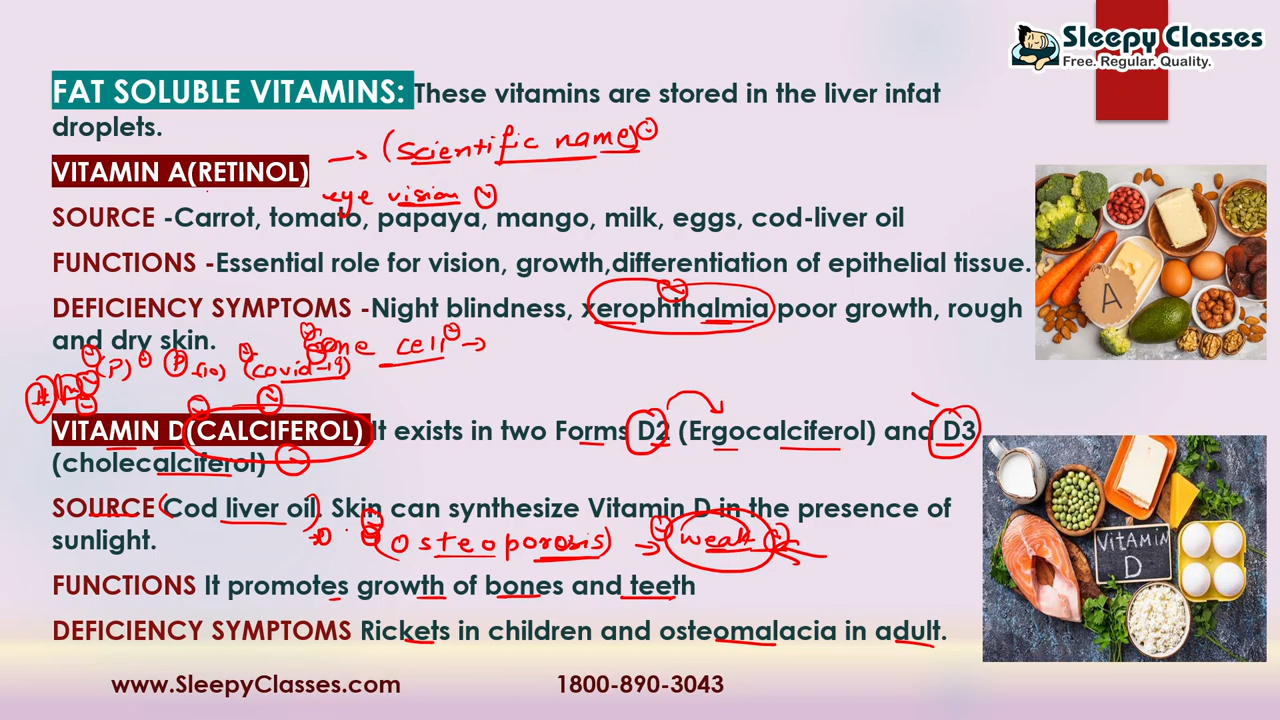 Sleepy Classes
Free. Regular. Quality.
FAT SOLUBLE VITAMINS: These vitamins are stored in the liver infat
droplets.
(scientific name)
VITAMIN A(RETINOL)
eye vision
SOURCE -Carrot, tomato, papaya, mango, milk, eggs, cod-liver oil
FUNCTIONS -Essential role for vision, growth,differentiation of epithelial tissue.
A
DEFICIENCY SYMPTOMS -Night blindness, xerophthalmia poor growth, rough
and dry skin.
cell
(P) (covid-19)
VITAMIN D(CALCIFEROL) It exists in two Forms D2 (Ergocalciferol) and D3
(cholecalciferol)
SOURCE Cod liver oil, Skin can synthesize Vitamin D in the presence of
sunlight.
(osteoporosis) weak
VITAMIN
D
FUNCTIONS It promotes growth of bones and teeth
DEFICIENCY SYMPTOMS Rickets in children and osteomalacia in adult.
www.SleepyClasses.com 1800-890-3043